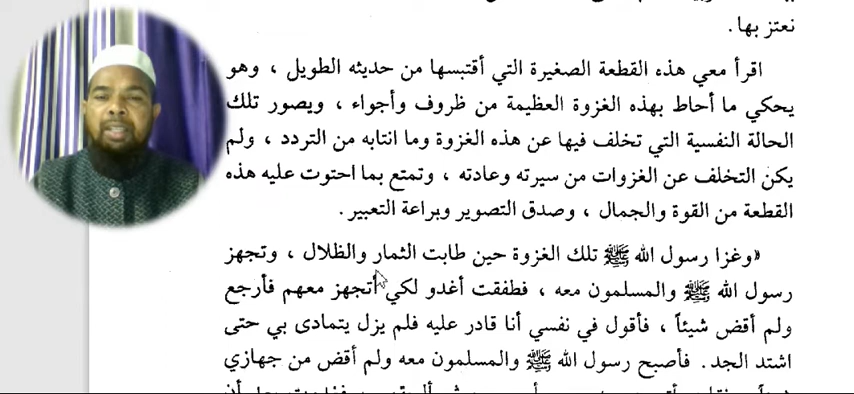 نعتز بها .
اقرأ معي هذه القطعة الصغيرة التي أقتبسها من حديثه الطويل ، وهو
يحكي ما أحاط بهذه الغزوة العظيمة من ظروف وأجواء ، ويصور تلك
الحالة النفسية التي تخلف فيها عن هذه الغزوة وما انتابه من التردد ، ولم
يكن التخلف عن الغزوات من سيرته وعادته ، وتمتع بما احتوت عليه هذه
القطعة من القوة والجمال ، وصدق التصوير وبراعة التعبير .
«وغزا رسول الله ﷺ تلك الغزوة حين طابت الثمار والظلال ، وتجهز
رسول الله ﷺ والمسلمون معه ، فطفقت أغدو لكي أتجهز معهم فأرجع
ولم أقض شيئاً ، فأقول في نفسي أنا قادر عليه فلم يزل يتمادى بي حتى
اشتد الجد . فأصبح رسول الله ﷺ والمسلمون معه ولم أقض من جهازي